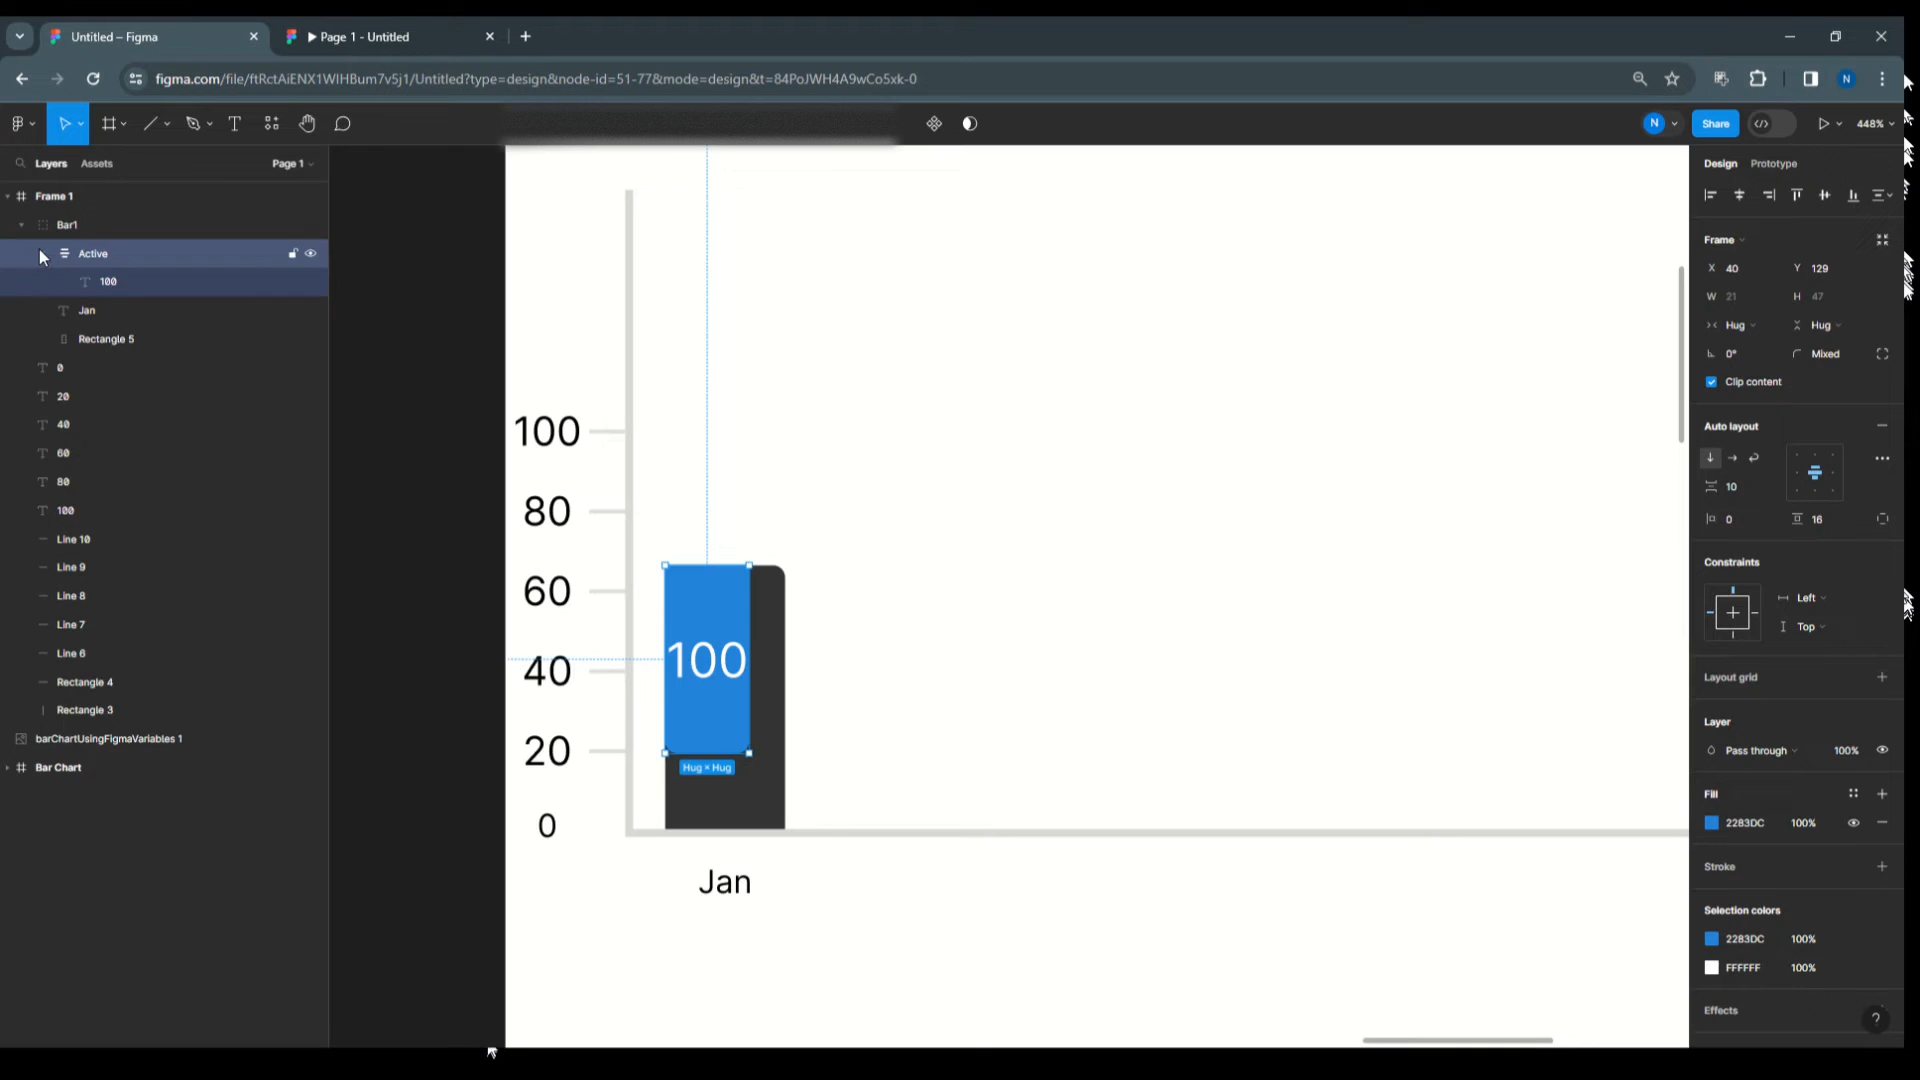 Untitled – Figma
▶ Page 1 - Untitled
figma.com/file/ftRctAiENX1WIHBum7v5j1/Untitled?type=design&node-id=51-77&mode=design&t=84PoJWH4A9wCo5xk-0
N
N
Share
448%
Layers
Assets
Page 1
Design
Prototype
Frame 1
Bar1
Active
100
Jan
Rectangle 5
0
20
40
60
80
100
Line 10
Line 9
Line 8
Line 7
Line 6
Rectangle 4
Rectangle 3
barChartUsingFigmaVariables 1
Bar Chart
100
80
60
40
20
0
100
Hug × Hug
Jan
Frame
X 40
Y 129
W 21
H 47
Hug
Hug
0°
Mixed
Clip content
Auto layout
10
0
16
Constraints
Left
Top
Layout grid
Layer
Pass through
100%
Fill
2283DC
100%
Stroke
Selection colors
2283DC
100%
FFFFFF
100%
Effects
?